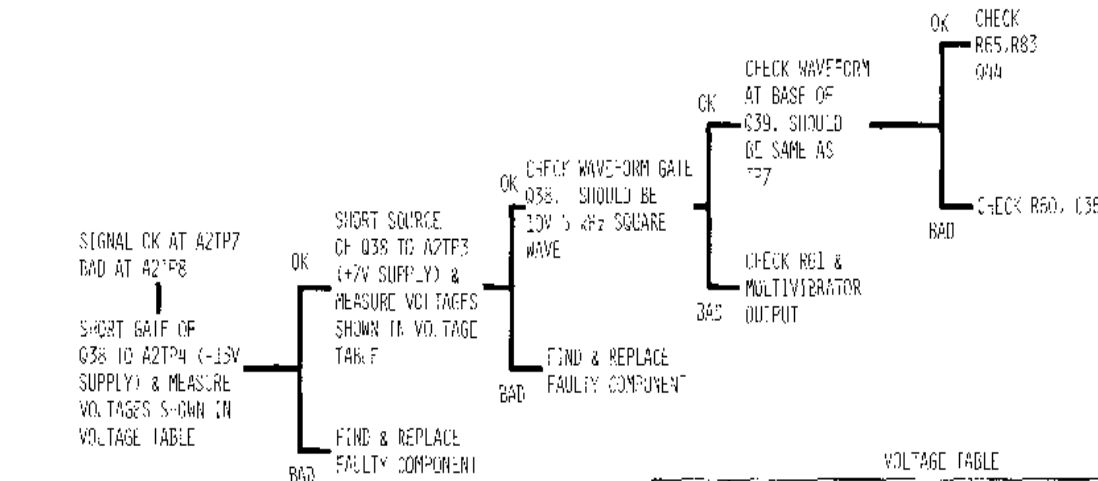 SIGNAL OK AT A2TP7
BAD AT A2TP8
SHORT GATE OF
Q38 TO A2TP4 (-15V
SUPPLY) & MEASURE
VOLTAGES SHOWN IN
VOLTAGE TABLE
OK
SHORT SOURCE
OF Q38 TO A2TP3
(+7V SUPPLY) &
MEASURE VOLTAGES
SHOWN IN VOLTAGE
TABLE
BAD
FIND & REPLACE
FAULTY COMPONENT
OK
CHECK WAVEFORM GATE
Q38. SHOULD BE
10V 5 kHz SQUARE
WAVE
BAD
FIND & REPLACE
FAULTY COMPONENT
OK
CHECK WAVEFORM
AT BASE OF
Q39. SHOULD
BE SAME AS
TP7
BAD
CHECK R61 &
MULTIVIBRATOR
OUTPUT
OK
CHECK
R65,R83
Q44
BAD
CHECK R60,
VOLTAGE TABLE